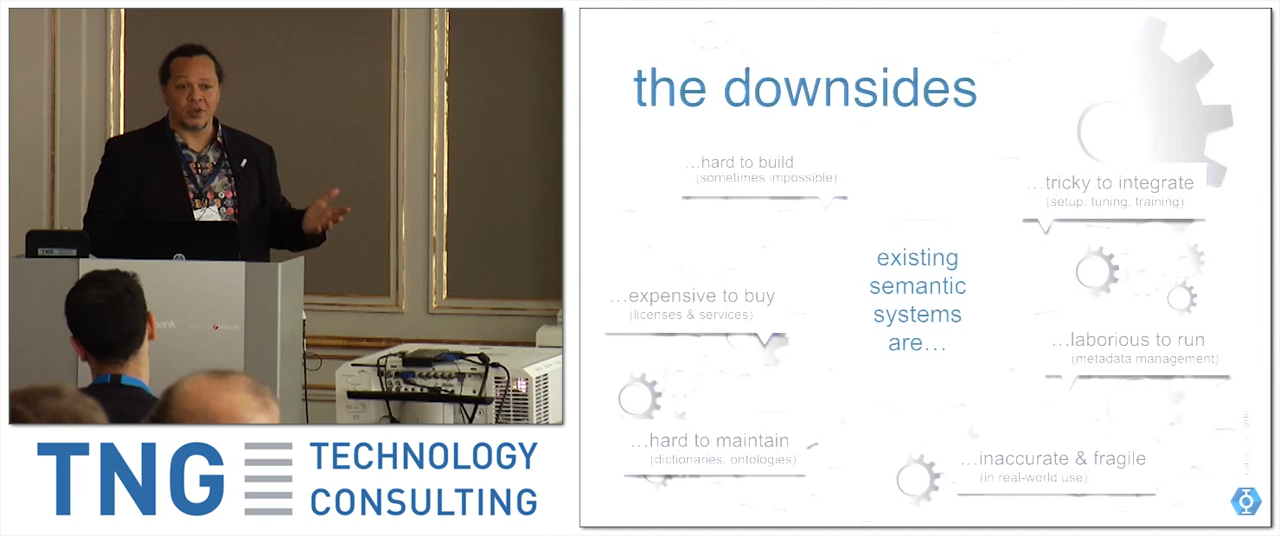 the downsides
…hard to build
(sometimes impossible)
…tricky to integrate
(setup, tuning, training)
existing
semantic
systems
are…
…expensive to buy
(licenses & services)
…laborious to run
(metadata management)
…hard to maintain
(dictionaries, ontologies)
…inaccurate & fragile
(in real-world use)
TNG
TNG
TECHNOLOGY
CONSULTING